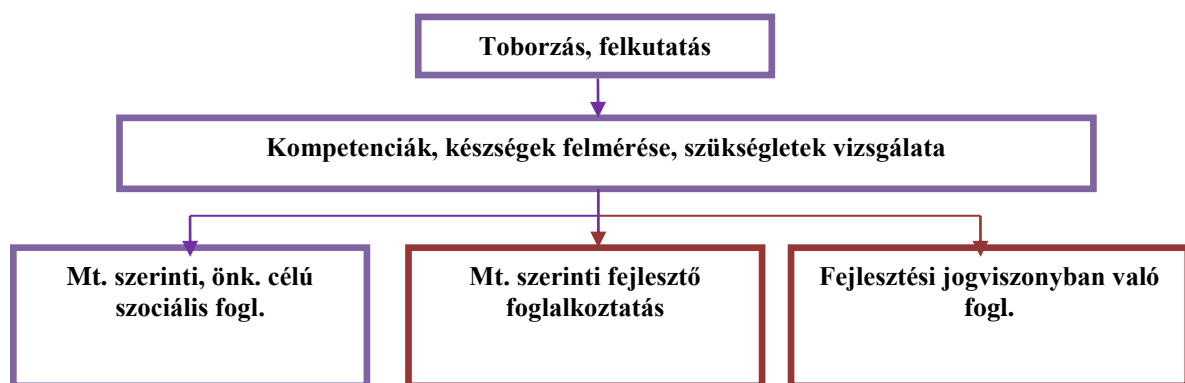 Toborzás, felkutatás
Kompetenciák, készségek felmérése, szükségletek vizsgálata
Mt. szerinti, önk. célú
szociális fogl.
Mt. szerinti fejlesztő
foglalkoztatás
Fejlesztési jogviszonyban való
fogl.